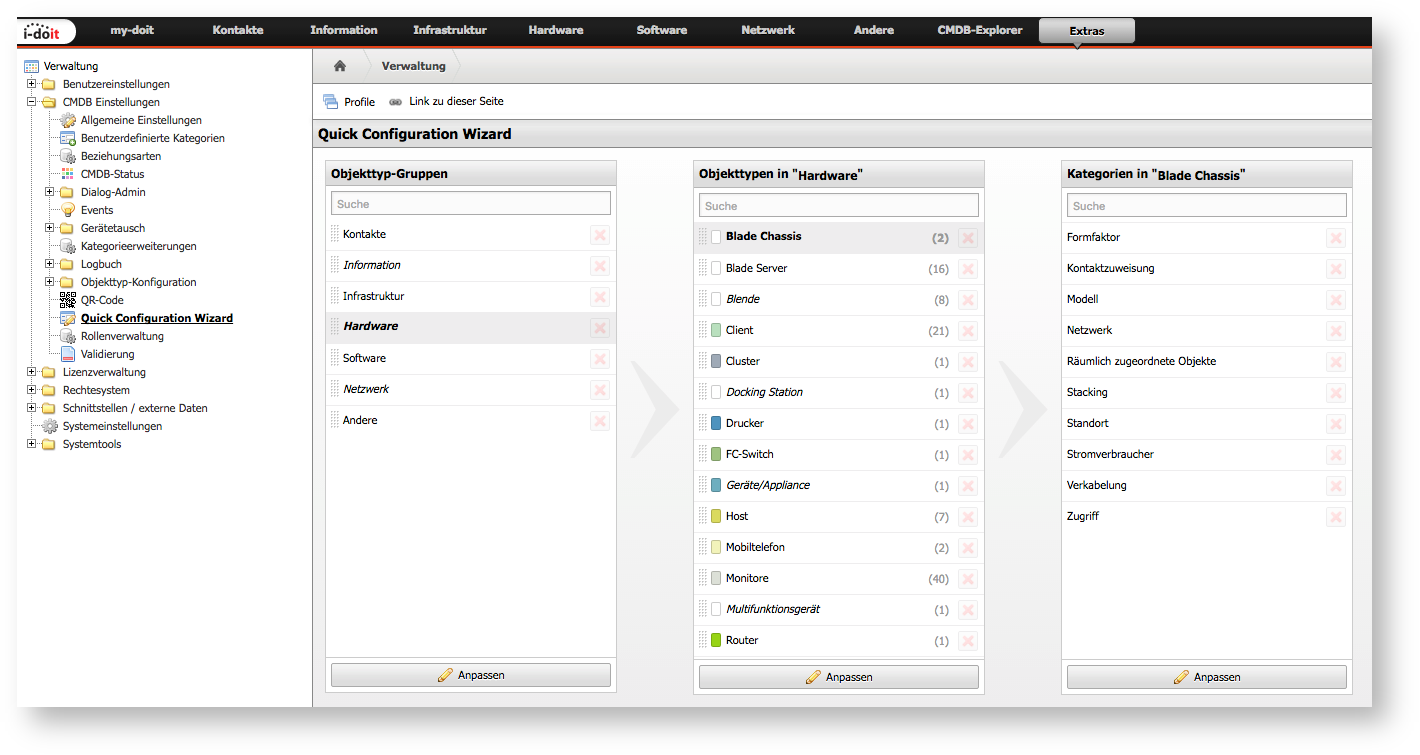 i-doit
my-doit Kontakte Information Infrastruktur Hardware Software Netzwerk Andere CMDB-Explorer Extras
Verwaltung
Benutzereinstellungen
CMDB Einstellungen
Allgemeine Einstellungen
Benutzerdefinierte Kategorien
Beziehungsarten
CMDB-Status
Dialog-Admin
Events
Gerätetausch
Kategorieerweiterungen
Logbuch
Objekttyp-Konfiguration
QR-Code
Quick Configuration Wizard
Rollenverwaltung
Validierung
Lizenzverwaltung
Rechtesystem
Schnittstellen / externe Daten
Systemeinstellungen
Systemtools
Verwaltung
Profile Link zu dieser Seite
Quick Configuration Wizard
Objekttyp-Gruppen
Suche
Kontakte
Information
Infrastruktur
Hardware
Software
Netzwerk
Andere
Anpassen
Objekttypen in "Hardware"
Suche
Blade Chassis (2)
Blade Server (16)
Blende (8)
Client (21)
Cluster (1)
Docking Station (1)
Drucker (1)
FC-Switch (1)
Geräte/Appliance (1)
Host (7)
Mobiltelefon (2)
Monitore (40)
Multifunktionsgerät (1)
Router (1)
Anpassen
Kategorien in "Blade Chassis"
Suche
Formfaktor
Kontaktzuweisung
Modell
Netzwerk
Räumlich zugeordnete Objekte
Stacking
Standort
Stromverbraucher
Verkabelung
Zugriff
Anpassen